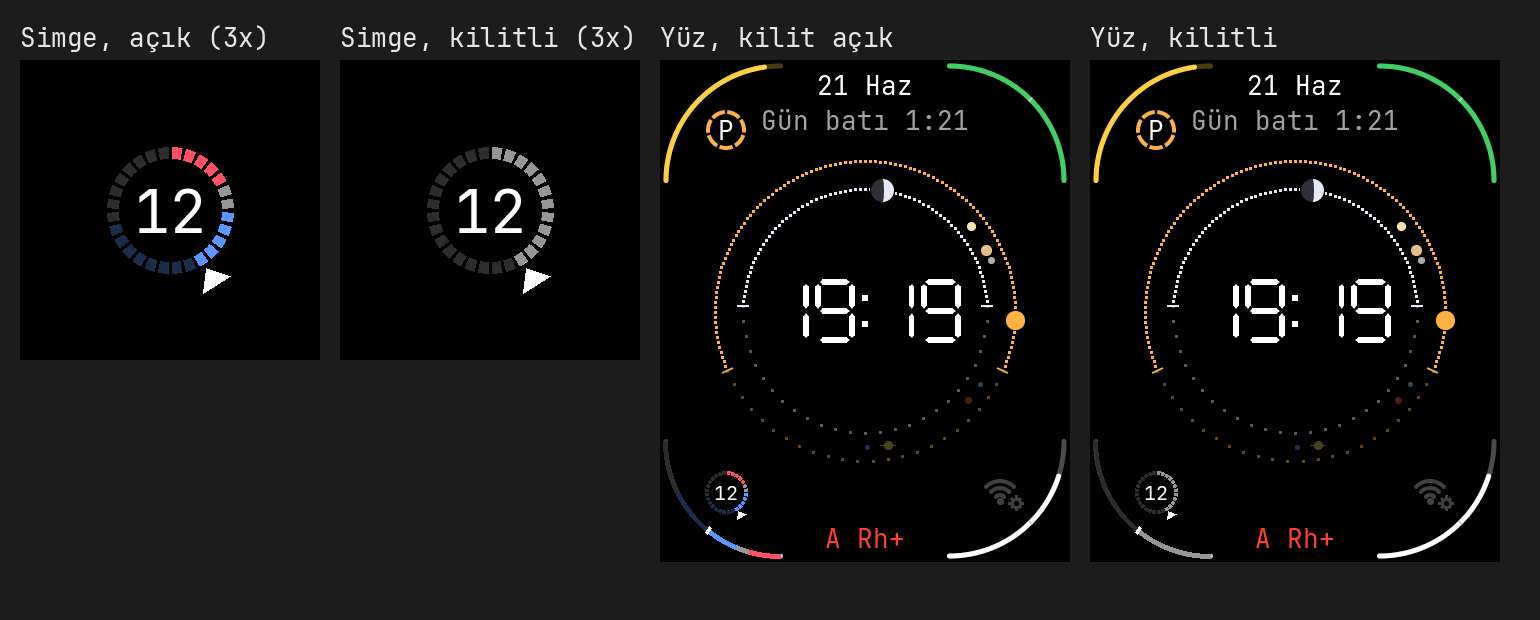 Simge, açık (3x)
Simge, kilitli (3x)
Yüz, kilit açık
Yüz, kilitli
12
12
21 Haz
P
Gün batı 1:21
19:19
12
A Rh+
21 Haz
P
Gün batı 1:21
19:19
12
A Rh+